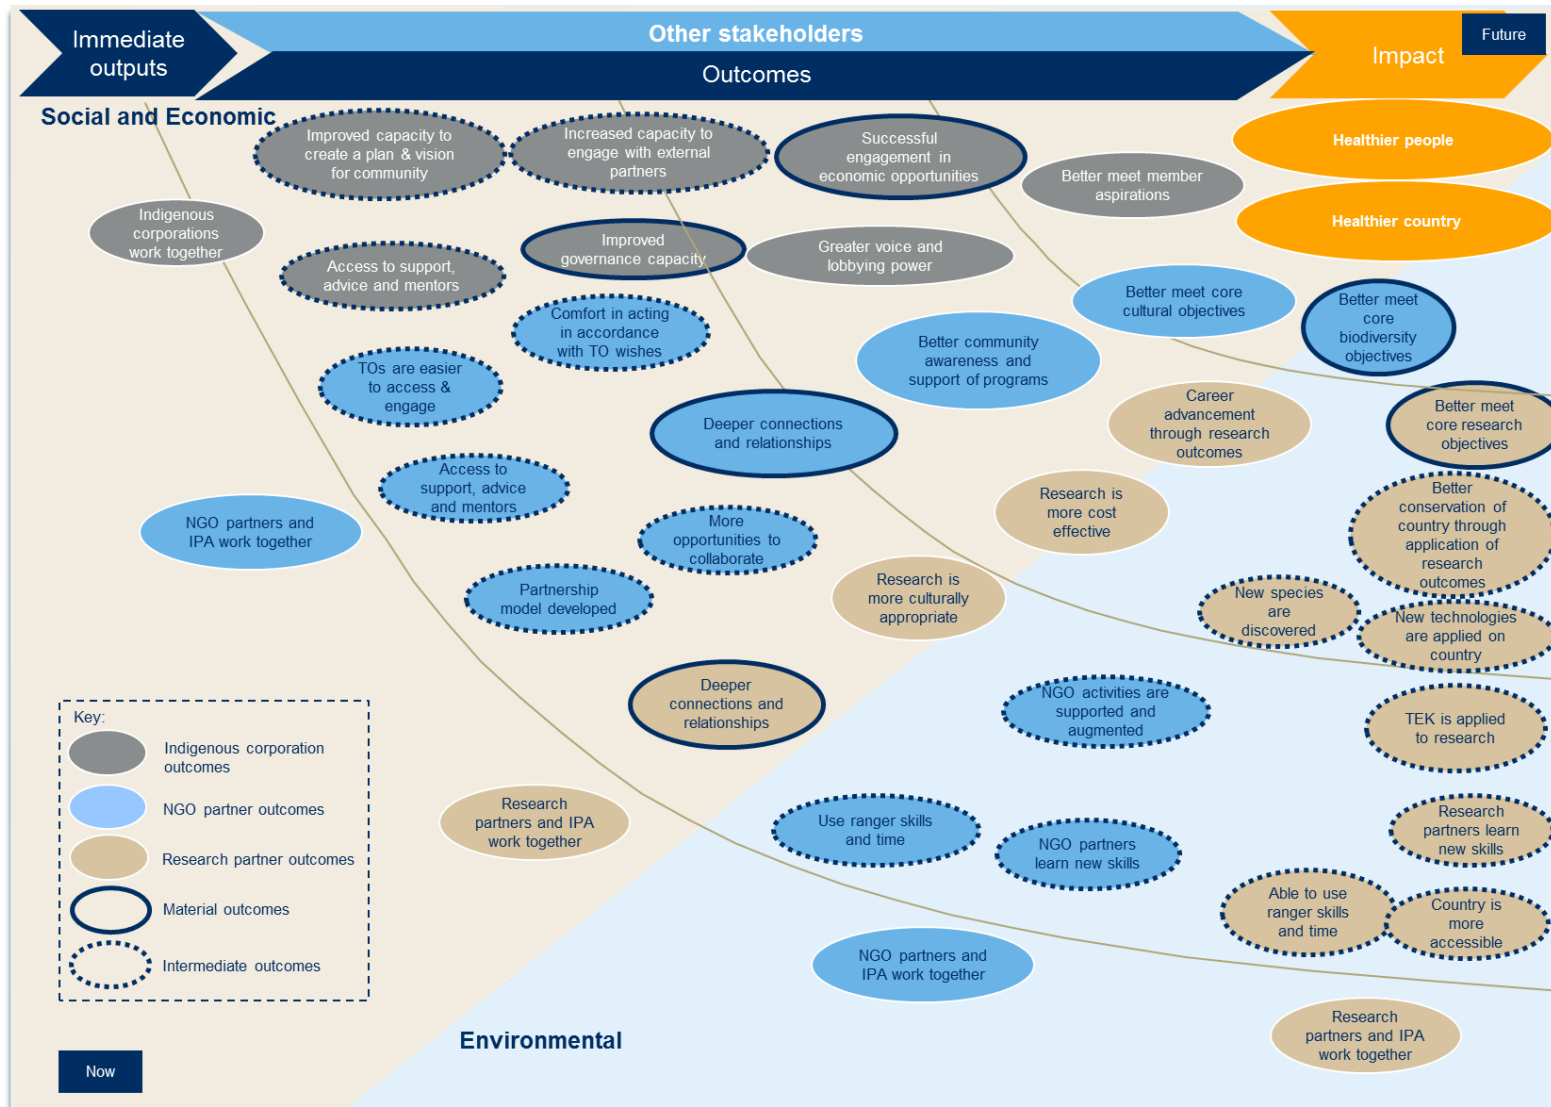 Immediate
outputs
Other stakeholders
Outcomes
Impact
Future
Social and Economic
Improved capacity to
create a plan & vision
for community
Increased capacity to
engage with external
partners
Successful
engagement in
economic opportunities
Better meet member
aspirations
Healthier people
Healthier country
Indigenous
corporations
work together
Access to support,
advice and mentors
Improved
governance capacity
Greater voice and
lobbying power
Better meet core
cultural objectives
Better meet
core
biodiversity
objectives
Comfort in acting
in accordance
with TO wishes
TOs are easier
to access &
engage
Better community
awareness and
support of programs
Career
advancement
through research
outcomes
Better meet
core research
objectives
Deeper connections
and relationships
Access to
support, advice
and mentors
NGO partners and
IPA work together
More
opportunities to
collaborate
Research is
more cost
effective
Better
conservation of
country through
application of
research
outcomes
Partnership
model developed
Research is
more culturally
appropriate
New species
are
discovered
New technologies
are applied on
country
Deeper
connections and
relationships
NGO activities are
supported and
augmented
TEK is applied
to research
Research
partners and IPA
work together
Use ranger skills
and time
NGO partners
learn new skills
Research
partners learn
new skills
Able to use
ranger skills
and time
Country is
more
accessible
NGO partners and
IPA work together
Research
partners and IPA
work together
Environmental
Key:
Indigenous corporation
outcomes
NGO partner outcomes
Research partner outcomes
Material outcomes
Intermediate outcomes
Now